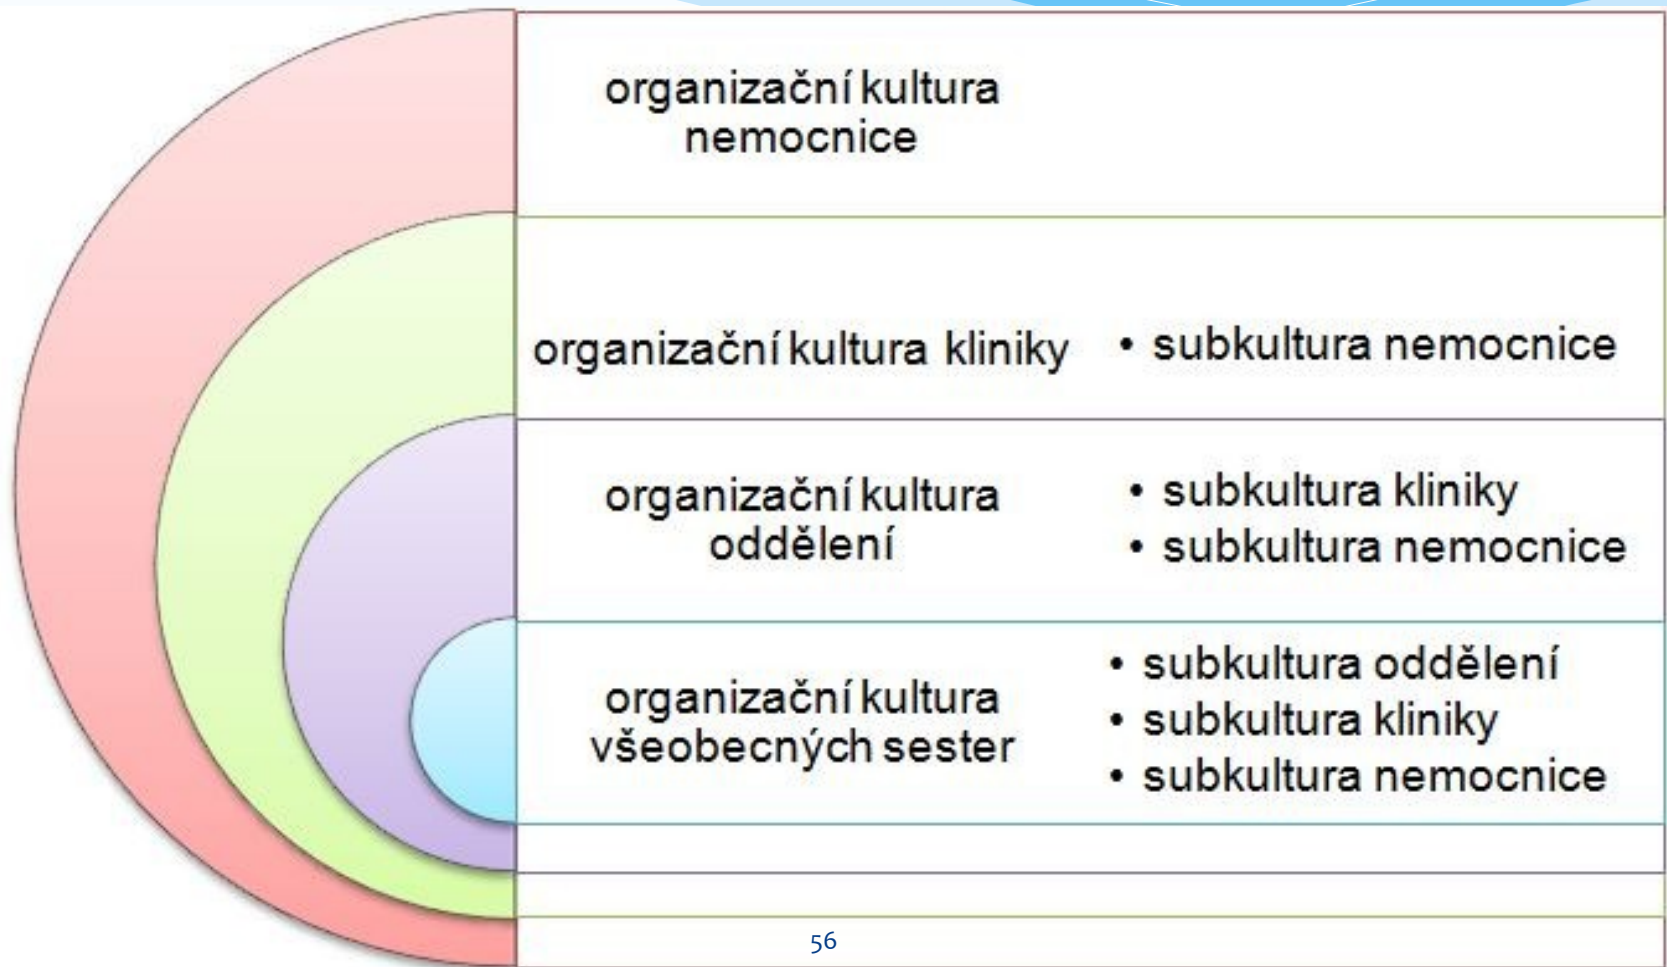 organizační kultura
nemocnice
organizační kultura kliniky
• subkultura nemocnice
organizační kultura
oddělení
• subkultura kliniky
• subkultura nemocnice
organizační kultura
všeobecných sester
• subkultura oddělení
• subkultura kliniky
• subkultura nemocnice
56